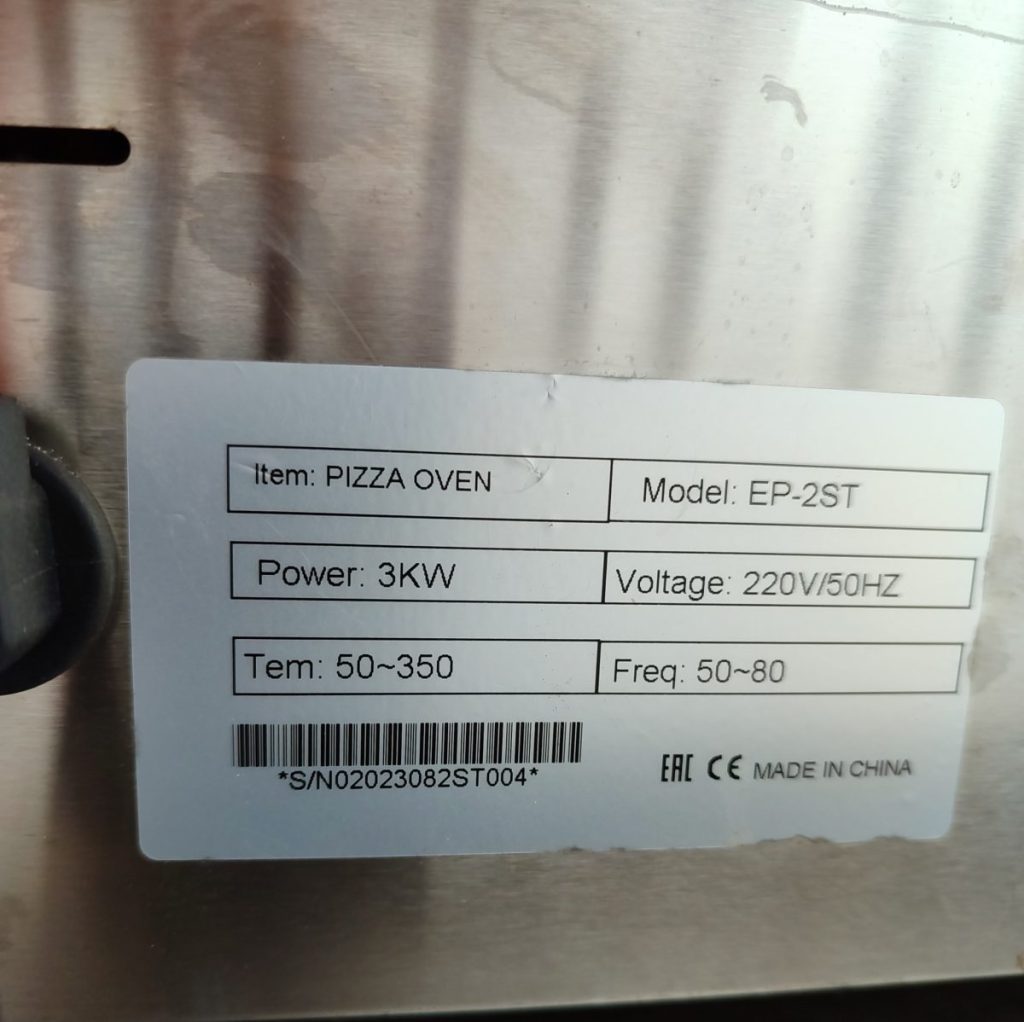 Item: PIZZA OVEN
Model: EP-2ST
Power: 3KW
Voltage: 220V/50HZ
Tem: 50~350
Freq: 50~80
*S/N02023082ST004*
EAC CE MADE IN CHINA